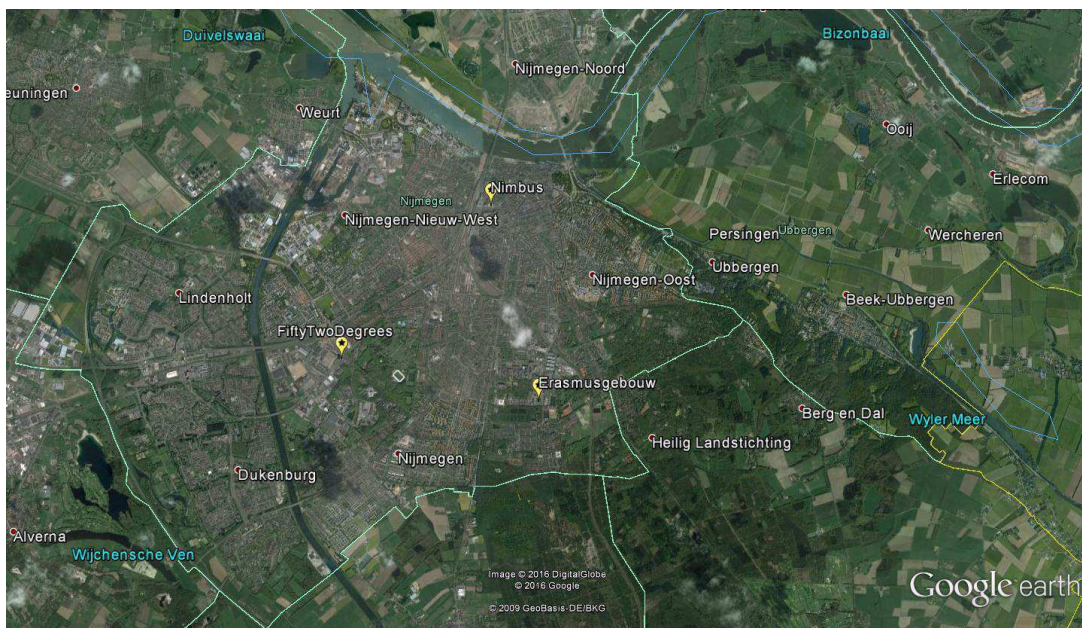 Duivelswaai
Bizonbaai
Nijmegen-Noord
euningen
Weurt
Ooij
Erlecom
Nimbus
Nijmegen
Nijmegen-Nieuw-West
Persingen
Ubbergen
Wercheren
Ubbergen
Nijmegen-Oost
Lindenholt
Beek-Ubbergen
FiftyTwoDegrees
Erasmusgebouw
Berg en Dal
Wyler Meer
Heilig Landstichting
Nijmegen
Dukenburg
Alverna
Wijchensche Ven
Image © 2016 DigitalGlobe
© 2016 Google
© 2009 GeoBasis-DE/BKG
Google earth